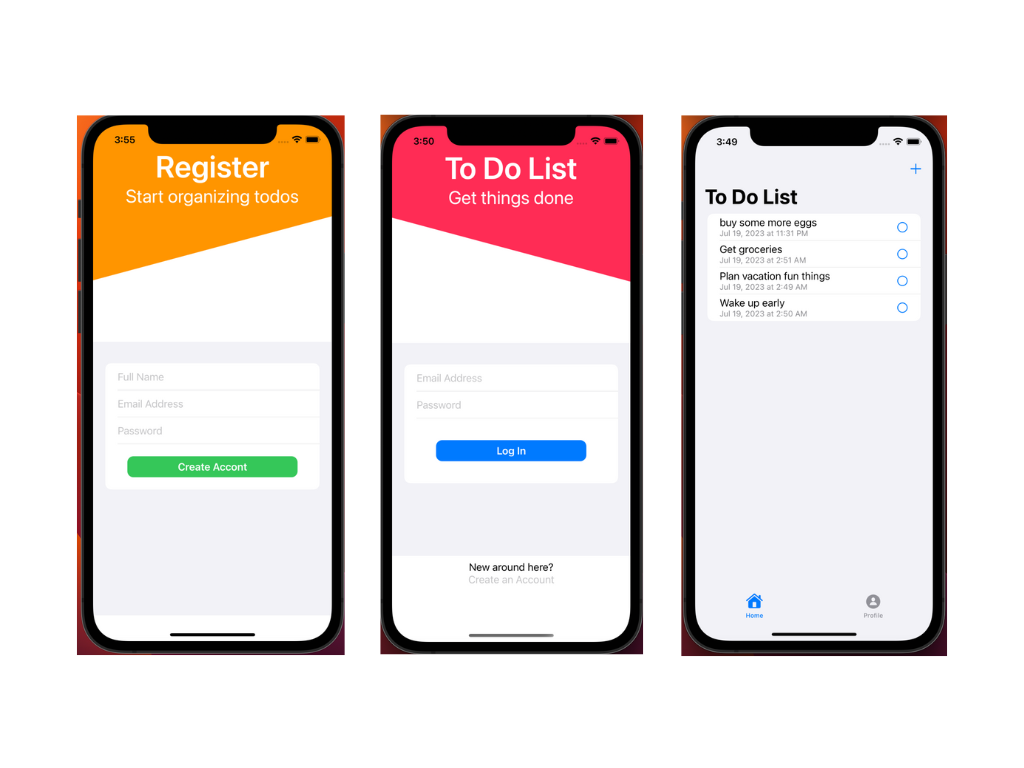 3:55
Register
Start organizing todos
Full Name
Email Address
Password
Create Accont
3:50
To Do List
Get things done
Email Address
Password
Log In
New around here?
Create an Account
3:49
+
To Do List
buy some more eggs
Jul 19, 2023 at 11:31 PM
Get groceries
Jul 19, 2023 at 2:51 AM
Plan vacation fun things
Jul 19, 2023 at 2:49 AM
Wake up early
Jul 19, 2023 at 2:50 AM
Home
Profile